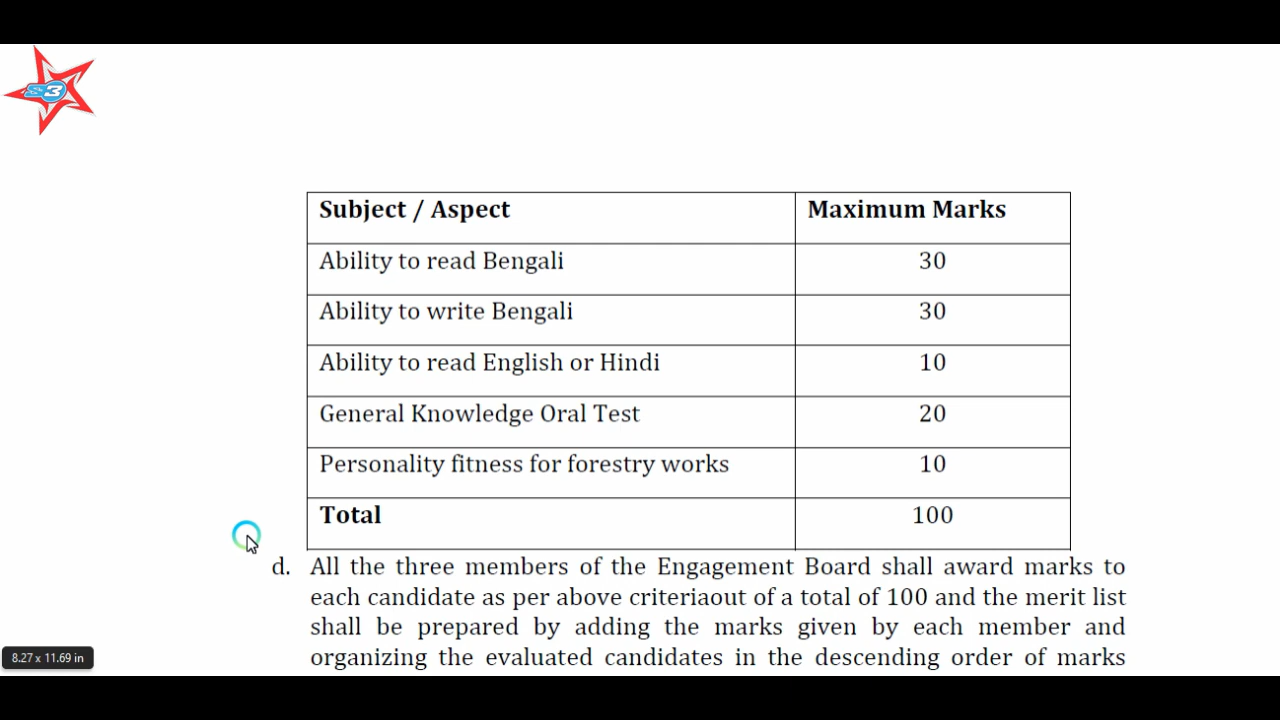 S3
Subject / Aspect Maximum Marks
Ability to read Bengali 30
Ability to write Bengali 30
Ability to read English or Hindi 10
General Knowledge Oral Test 20
Personality fitness for forestry works 10
Total 100
d. All the three members of the Engagement Board shall award marks to
each candidate as per above criteriaout of a total of 100 and the merit list
shall be prepared by adding the marks given by each member and
organizing the evaluated candidates in the descending order of marks
8.27 x 11.69 in